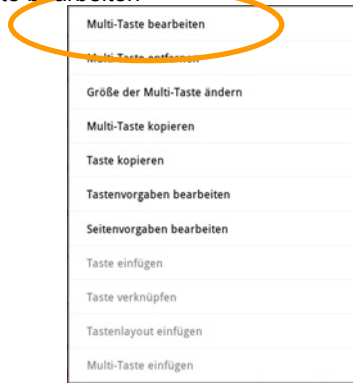 bearbeiten
Multi-Taste bearbeiten
Multi-Taste entfernen
Größe der Multi-Taste ändern
Multi-Taste kopieren
Taste kopieren
Tastenvorgaben bearbeiten
Seitenvorgaben bearbeiten
Taste einfügen
Taste verknüpfen
Tastenlayout einfügen
Multi-Taste einfügen